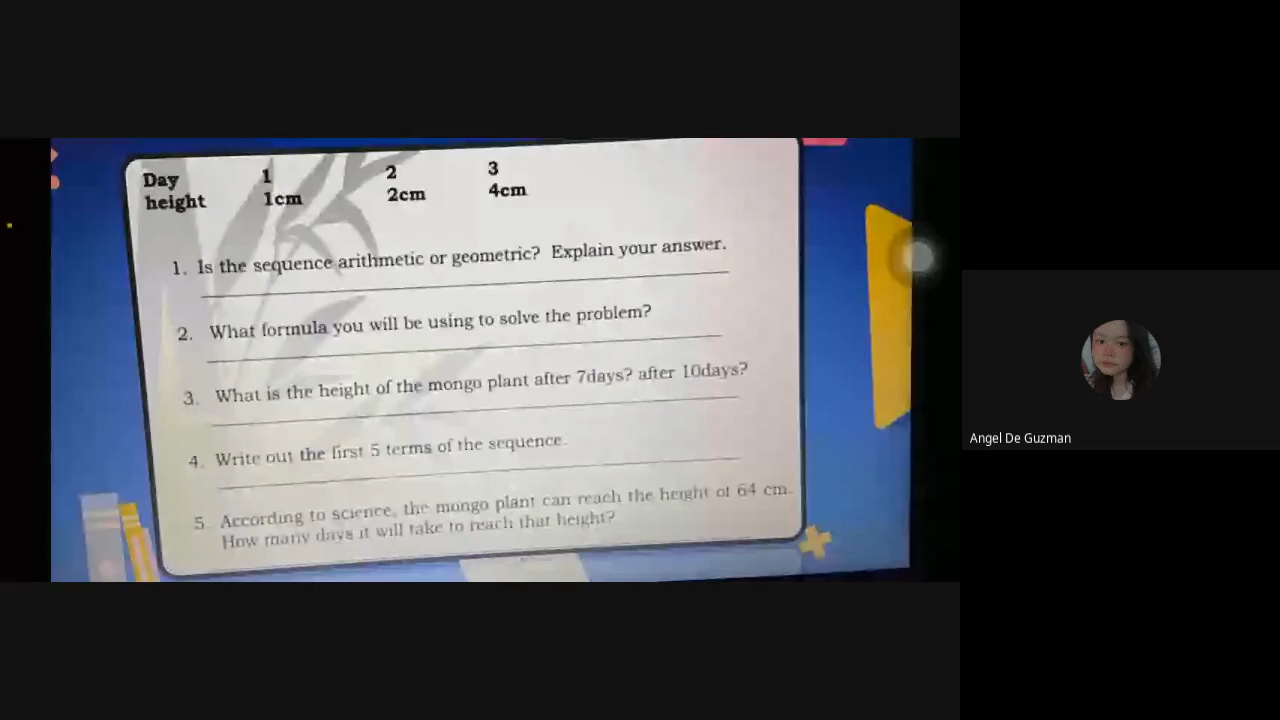 Day 1 2 3
height 1cm 2cm 4cm
1. Is the sequence arithmetic or geometric? Explain your answer.
2. What formula you will be using to solve the problem?
3. What is the height of the mongo plant after 7days? after 10days?
4. Write out the first 5 terms of the sequence.
5. According to science, the mongo plant can reach the height of 64 cm.
How many days it will take to reach that height?
Angel De Guzman